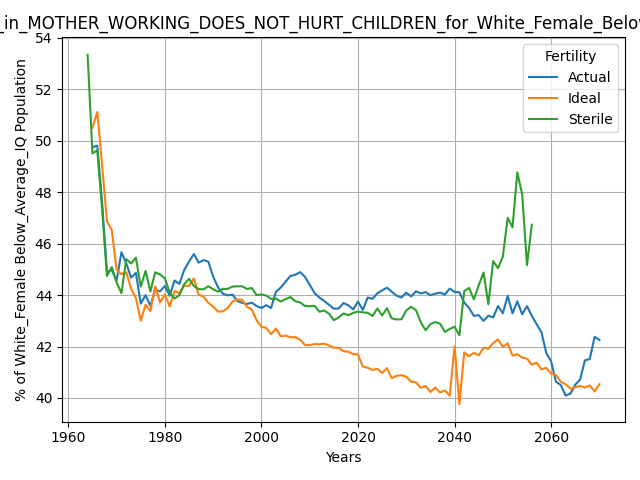 _in_MOTHER_WORKING_DOES_NOT_HURT_CHILDREN_for_White_Female_Belo
% of White_Female Below_Average_IQ Population
54
52
50
48
46
44
42
40
Fertility
Actual
Ideal
Sterile
1960
1980
2000
2020
2040
2060
Years